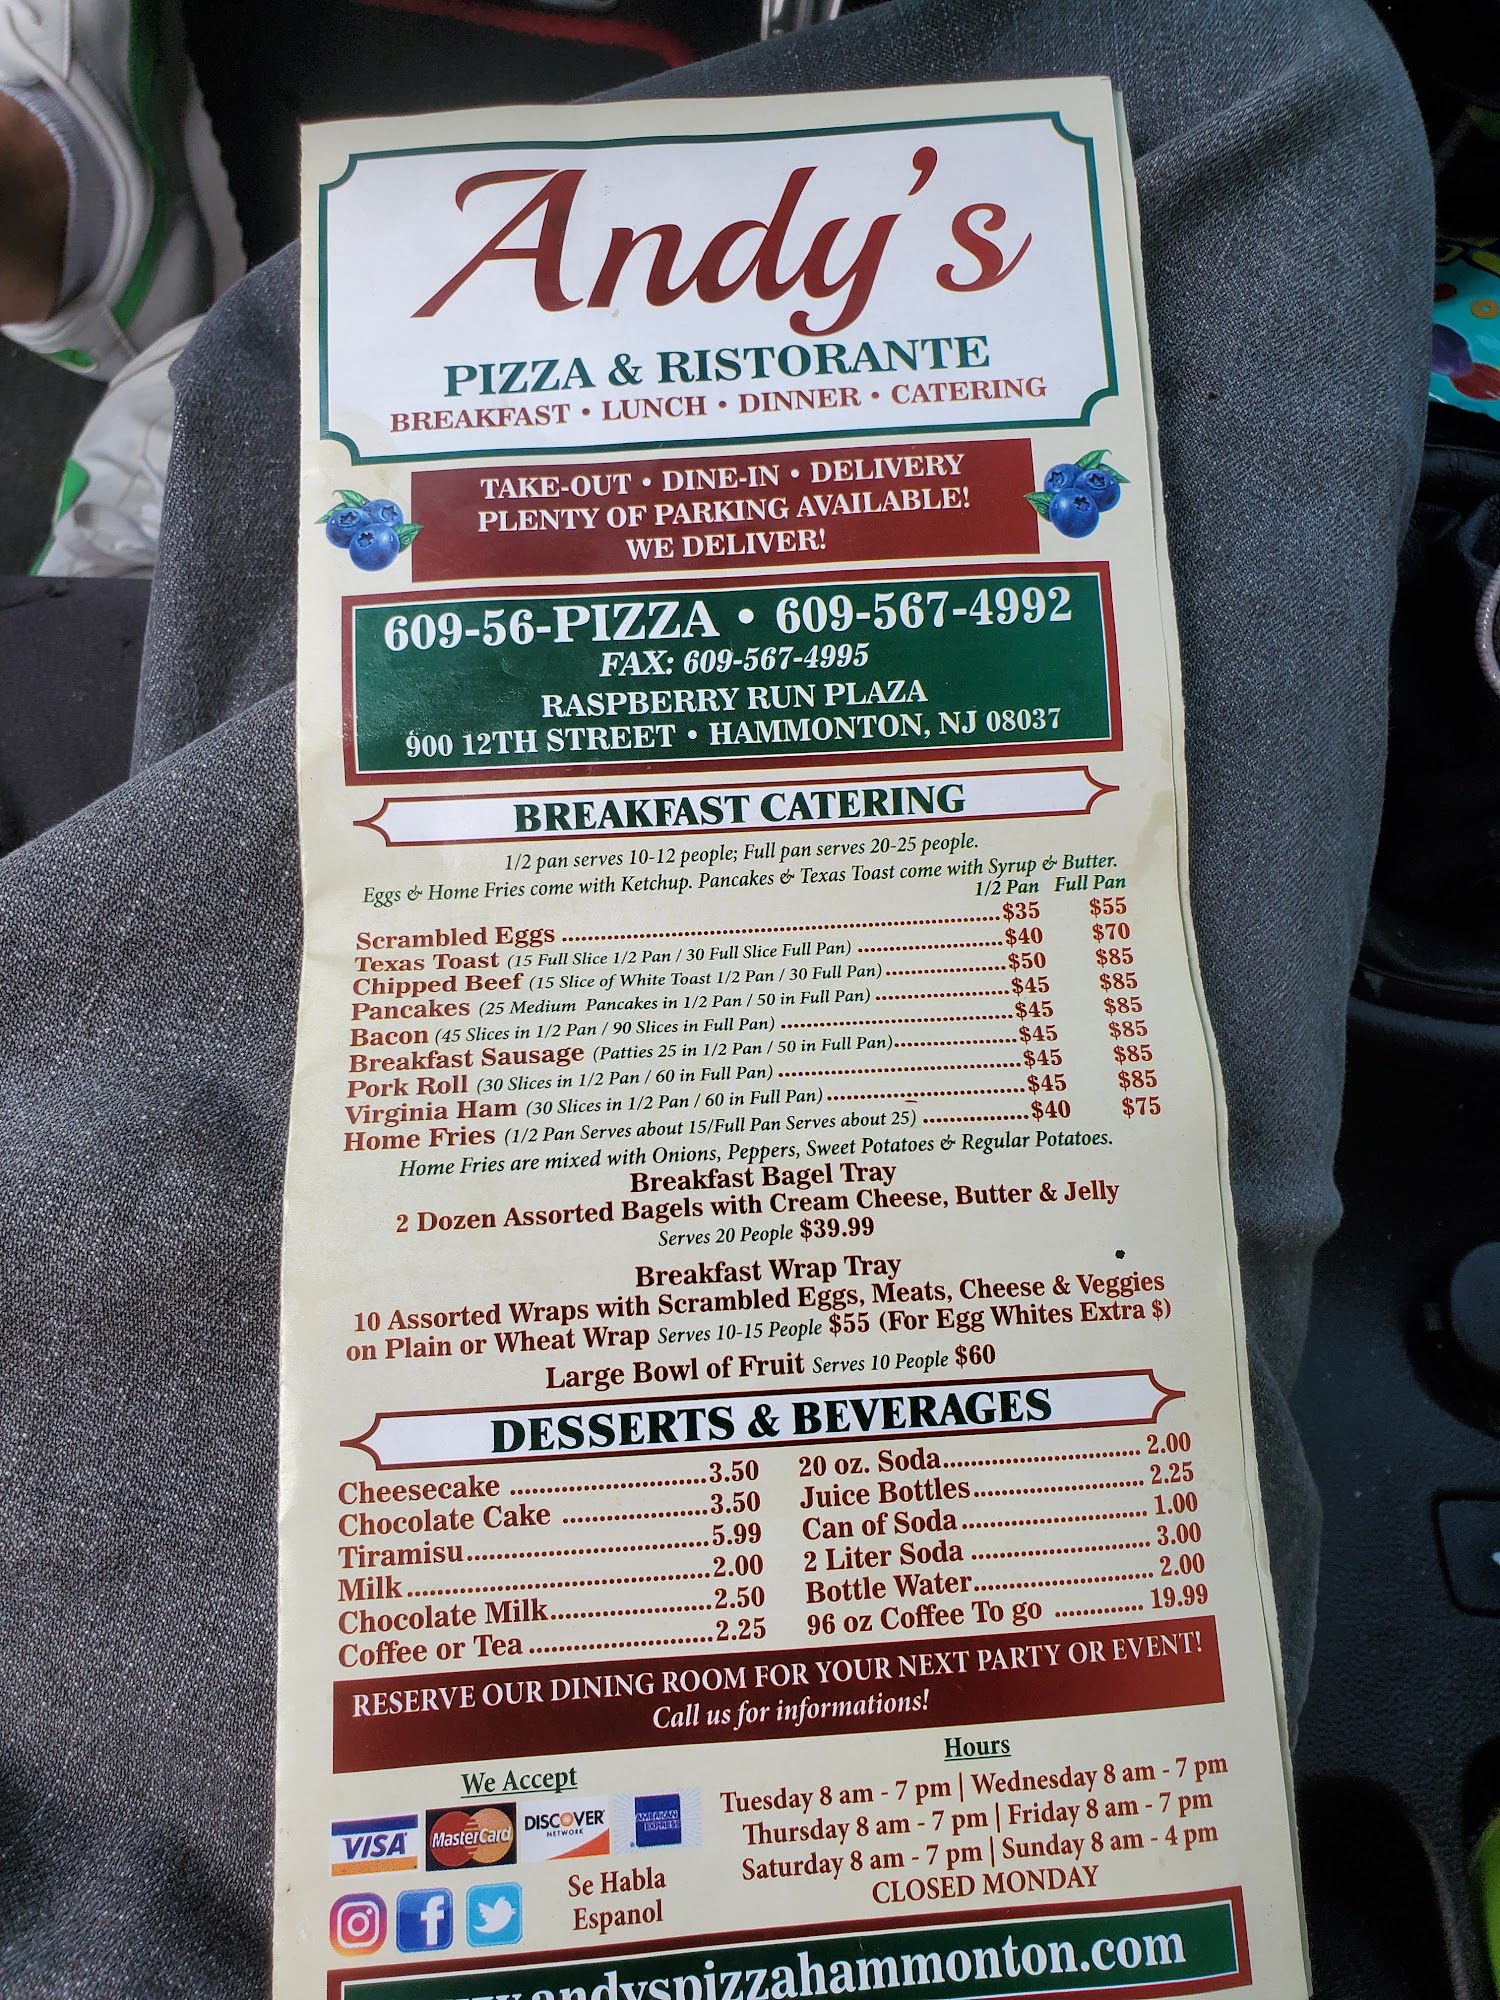 Andy's
PIZZA & RISTORANTE
BREAKFAST • LUNCH • DINNER • CATERING
TAKE-OUT • DINE-IN • DELIVERY
PLENTY OF PARKING AVAILABLE!
WE DELIVER!
609-56-PIZZA • 609-567-4992
FAX: 609-567-4995
RASPBERRY RUN PLAZA
900 12TH STREET • HAMMONTON, NJ 08037
BREAKFAST CATERING
1/2 pan serves 10-12 people; Full pan serves 20-25 people.
Eggs & Home Fries come with Ketchup. Pancakes & Texas Toast come with Syrup & Butter.
1/2 Pan Full Pan
Scrambled Eggs $35 $55
Texas Toast (15 Full Slice 1/2 Pan / 30 Full Slice Full Pan) $40 $70
Chipped Beef (15 Slice of White Toast 1/2 Pan / 30 Full Pan) $50 $85
Pancakes (25 Medium Pancakes in 1/2 Pan / 50 in Full Pan) $45 $85
Bacon (45 Slices in 1/2 Pan / 90 Slices in Full Pan) $45 $85
Breakfast Sausage (Patties 25 in 1/2 Pan / 50 in Full Pan) $45 $85
Pork Roll (30 Slices in 1/2 Pan / 60 in Full Pan) $45 $85
Virginia Ham (30 Slices in 1/2 Pan / 60 in Full Pan) $45 $85
Home Fries (1/2 Pan Serves about 15/Full Pan Serves about 25) $40 $75
Home Fries are mixed with Onions, Peppers, Sweet Potatoes & Regular Potatoes.
Breakfast Bagel Tray
2 Dozen Assorted Bagels with Cream Cheese, Butter & Jelly
Serves 20 People $39.99
Breakfast Wrap Tray
10 Assorted Wraps with Scrambled Eggs, Meats, Cheese & Veggies
on Plain or Wheat Wrap Serves 10-15 People $55 (For Egg Whites Extra $)
Large Bowl of Fruit Serves 10 People $60
DESSERTS & BEVERAGES
Cheesecake 3.50
Chocolate Cake 3.50
Tiramisu 5.99
Milk 2.00
Chocolate Milk 2.50
Coffee or Tea 2.25
20 oz. Soda 2.00
Juice Bottles 2.25
Can of Soda 1.00
2 Liter Soda 3.00
Bottle Water 2.00
96 oz Coffee To go 19.99
RESERVE OUR DINING ROOM FOR YOUR NEXT PARTY OR EVENT!
Call us for informations!
We Accept
VISA MasterCard DISCOVER NETWORK AMERICAN EXPRESS
Se Habla
Espanol
Hours
Tuesday 8 am - 7 pm | Wednesday 8 am - 7 pm
Thursday 8 am - 7 pm | Friday 8 am - 7 pm
Saturday 8 am - 7 pm | Sunday 8 am - 4 pm
CLOSED MONDAY
andyspizzahammonton.com